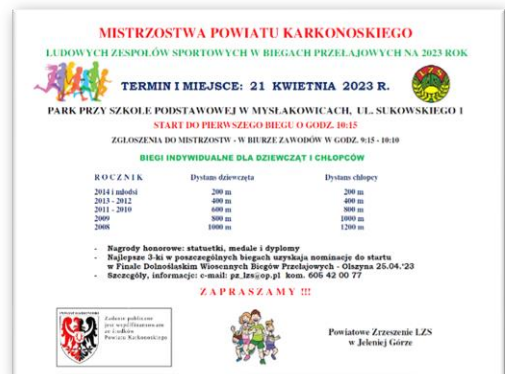 MISTRZOSTWA POWIATU KARKONOSKIEGO
LUDOWYCH ZESPOŁÓW SPORTOWYCH W BIEGACH PRZEŁAJOWYCH NA 2023 ROK
TERMIN I MIEJSCE: 21 KWIETNIA 2023 R.
LZS
PARK PRZY SZKOLE PODSTAWOWEJ W MYSŁAKOWICACH, UL. SUKOWSKIEGO 1
START DO PIERWSZEGO BIEGU O GODZ. 10:15
ZGŁOSZENIA DO MISTRZOSTW - W BIURZE ZAWODÓW W GODZ. 9:15 - 10:10
BIEGI INDYWIDUALNE DLA DZIEWCZĄT I CHŁOPCÓW
ROCZNIK Dystans dziewczęta Dystans chłopcy
2014 i młodsi 200 m 200 m
2013 - 2012 400 m 400 m
2011 - 2010 600 m 800 m
2009 800 m 1000 m
2008 1000 m 1200 m
- Nagrody honorowe: statuetki, medale i dyplomy
- Najlepsze 3-ki w poszczególnych biegach uzyskają nominacje do startu
w Finale Dolnośląskim Wiosennych Biegów Przełajowych - Olszyna 25.04.'23
- Szczegóły, informacje: e-mail: pz_lzs@op.pl kom. 605 42 00 77
ZAPRASZAMY !!!
Zadanie publiczne
jest współfinansowane
ze środków
Powiatu Karkonoskiego
Powiatowe Zrzeszenie LZS
w Jeleniej Górze